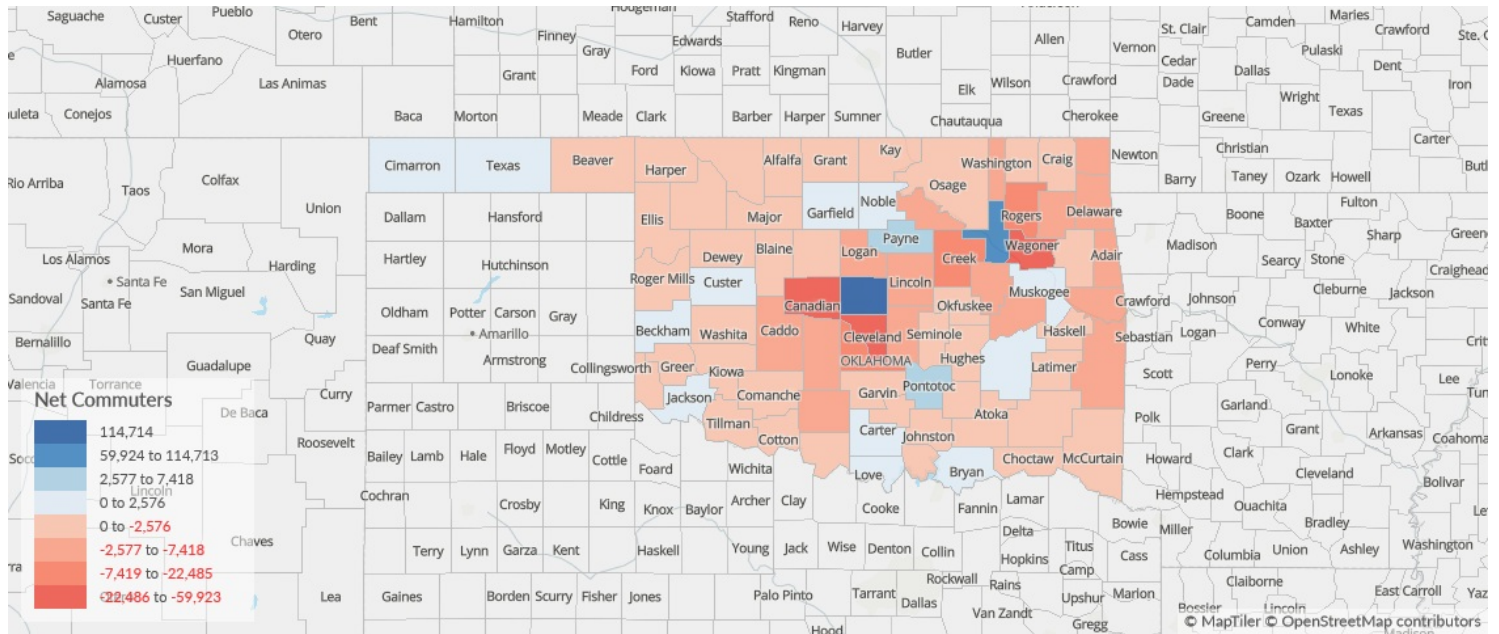 Hodgeman
Saguache
Custer
Pueblo
Bent
Hamilton
Stafford
Reno
Harvey
St. Clair
Camden
Maries
Crawford
Otero
Finney
Gray
Edwards
Butler
Allen
Vernon
Pulaski
Huerfano
Cedar
Alamosa
Las Animas
Grant
Ford
Kiowa
Pratt
Kingman
Elk
Wilson
Crawford
Dade
Dallas
Dent
Iron
Wright
Texas
Conejos
Baca
Morton
Meade
Clark
Barber
Harper
Sumner
Chautauqua
Cherokee
Greene
Carter
Christian
Cimarron
Texas
Beaver
Harper
Alfalfa
Grant
Kay
Washington
Craig
Newton
Barry
Taney
Ozark
Howell
Rio Arriba
Taos
Colfax
Osage
Union
Dallam
Hansford
Ellis
Major
Garfield
Noble
Rogers
Delaware
Boone
Baxter
Fulton
Sharp
Los Alamos
Mora
Harding
Hartley
Hutchinson
Dewey
Blaine
Logan
Payne
Creek
Wagoner
Adair
Madison
Searcy
Stone
Craighead
Santa Fe
Santa Fe
San Miguel
Roger Mills
Custer
Lincoln
Muskogee
Cleburne
Jackson
Sandoval
Oldham
Potter
Carson
Gray
Canadian
Okfuskee
Crawford
Johnson
Amarillo
Beckham
Washita
Caddo
Cleveland
Seminole
Haskell
Sebastian
Logan
Conway
White
Bernalillo
Quay
Deaf Smith
Armstrong
Collingsworth
Greer
Kiowa
OKLAHOMA
Hughes
Latimer
Scott
Perry
Lonoke
Lee
Guadalupe
Valencia
Torrance
Curry
Parmer
Castro
Briscoe
Childress
Jackson
Comanche
Garvin
Pontotoc
Net Commuters
De Baca
Tillman
Cotton
Carter
Johnston
Atoka
Polk
Garland
Grant
Arkansas
Coahoma
114,714
59,924 to 114,713
2,577 to 7,418
0 to 2,576
0 to -2,576
-2,577 to -7,418
-7,419 to -22,485
-22,486 to -59,923
Roosevelt
Lincoln
Chaves
Lea
Bailey
Lamb
Hale
Floyd
Motley
Cottle
Foard
Wichita
Love
Bryan
Choctaw
McCurtain
Howard
Clark
Cleveland
Bolivar
Cochran
Crosby
King
Knox
Baylor
Archer
Clay
Cooke
Fannin
Lamar
Hempstead
Ouachita
Bradley
Terry
Lynn
Garza
Kent
Haskell
Young
Jack
Wise
Denton
Collin
Delta
Hopkins
Titus
Camp
Bowie
Cass
Miller
Columbia
Union
Ashley
Washington
Gaines
Borden
Scurry
Fisher
Jones
Palo Pinto
Tarrant
Dallas
Rockwall
Rains
Van Zandt
Upshur
Marion
Gregg
Claiborne
Bossier
Lincoln
East Carroll
Hood
© MapTiler © OpenStreetMap contributors